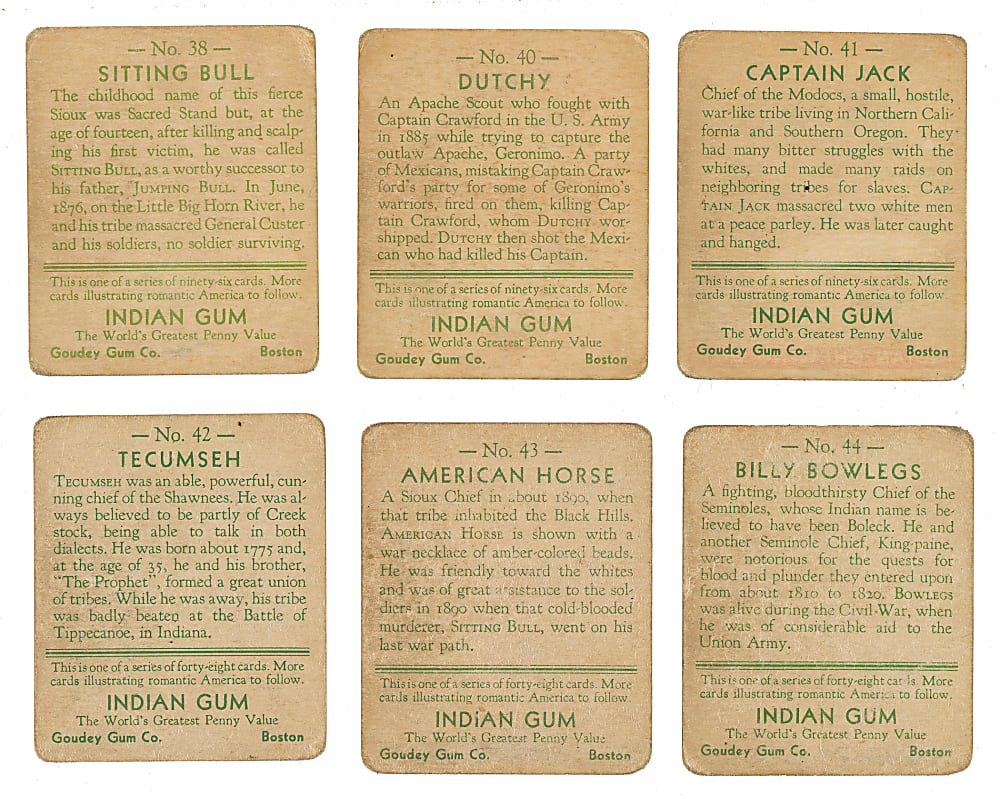 — No. 38 —
SITTING BULL
The childhood name of this fierce
Sioux was Sacred Stand but, at the
age of fourteen, after killing and scalp-
ing his first victim, he was called
SITTING BULL, as a worthy successor to
his father, JUMPING BULL. In June,
1876, on the Little Big Horn River, he
and his tribe massacred General Custer
and his soldiers, no soldier surviving.
This is one of a series of ninety-six cards. More
cards illustrating romantic America to follow.
INDIAN GUM
The World's Greatest Penny Value
Goudey Gum Co. Boston
— No. 40 —
DUTCHY
An Apache Scout who fought with
Captain Crawford in the U. S. Army
in 1885 while trying to capture the
outlaw Apache, Geronimo. A party
of Mexicans, mistaking Captain Craw-
ford's party for some of Geronimo's
warriors, fired on them, killing Cap-
tain Crawford, whom DUTCHY wor-
shipped. DUTCHY then shot the Mexi-
can who had killed his Captain.
This is one of a series of ninety-six cards. More
cards illustrating romantic America to follow.
INDIAN GUM
The World's Greatest Penny Value
Goudey Gum Co. Boston
— No. 41 —
CAPTAIN JACK
Chief of the Modocs, a small, hostile,
war-like tribe living in Northern Cali-
fornia and Southern Oregon. They
had many bitter struggles with the
whites, and made many raids on
neighboring tribes for slaves. CAP-
TAIN JACK massacred two white men
at a peace parley. He was later caught
and hanged.
This is one of a series of ninety-six cards. More
cards illustrating romantic America to follow.
INDIAN GUM
The World's Greatest Penny Value
Goudey Gum Co. Boston
— No. 42 —
TECUMSEH
TECUMSEH was an able, powerful, cun-
ning chief of the Shawnees. He was al-
ways believed to be partly of Creek
stock, being able to talk in both
dialects. He was born about 1775 and,
at the age of 35, he and his brother,
"The Prophet", formed a great union
of tribes. While he was away, his tribe
was badly beaten at the Battle of
Tippecanoe, in Indiana.
This is one of a series of forty-eight cards. More
cards illustrating romantic America to follow.
INDIAN GUM
The World's Greatest Penny Value
Goudey Gum Co. Boston
— No. 43 —
AMERICAN HORSE
A Sioux Chief in about 1890, when
that tribe inhabited the Black Hills.
AMERICAN HORSE is shown with a
war necklace of amber-colored beads.
He was friendly toward the whites
and was of great assistance to the sol-
diers in 1890 when that cold-blooded
murderer, SITTING BULL, went on his
last war path.
This is one of a series of forty-eight cards. More
cards illustrating romantic America to follow.
INDIAN GUM
The World's Greatest Penny Value
Goudey Gum Co. Boston
— No. 44 —
BILLY BOWLEGS
A fighting, bloodthirsty Chief of the
Seminoles, whose Indian name is be-
lieved to have been Boleck. He and
another Seminole Chief, King-paine,
were notorious for the quests for
blood and plunder they entered upon
from about 1810 to 1820. BOWLEGS
was alive during the Civil War, when
he was of considerable aid to the
Union Army.
This is one of a series of forty-eight cards. More
cards illustrating romantic America to follow.
INDIAN GUM
The World's Greatest Penny Value
Goudey Gum Co. Boston